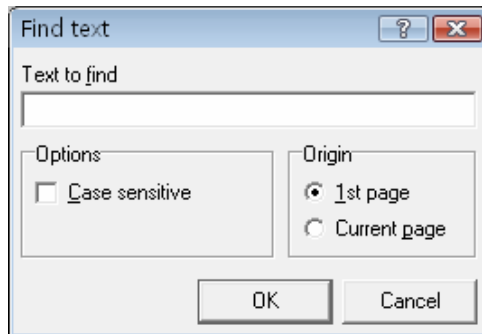 Find text
Text to find
Options
Case sensitive
Origin
1st page
Current page
OK
Cancel